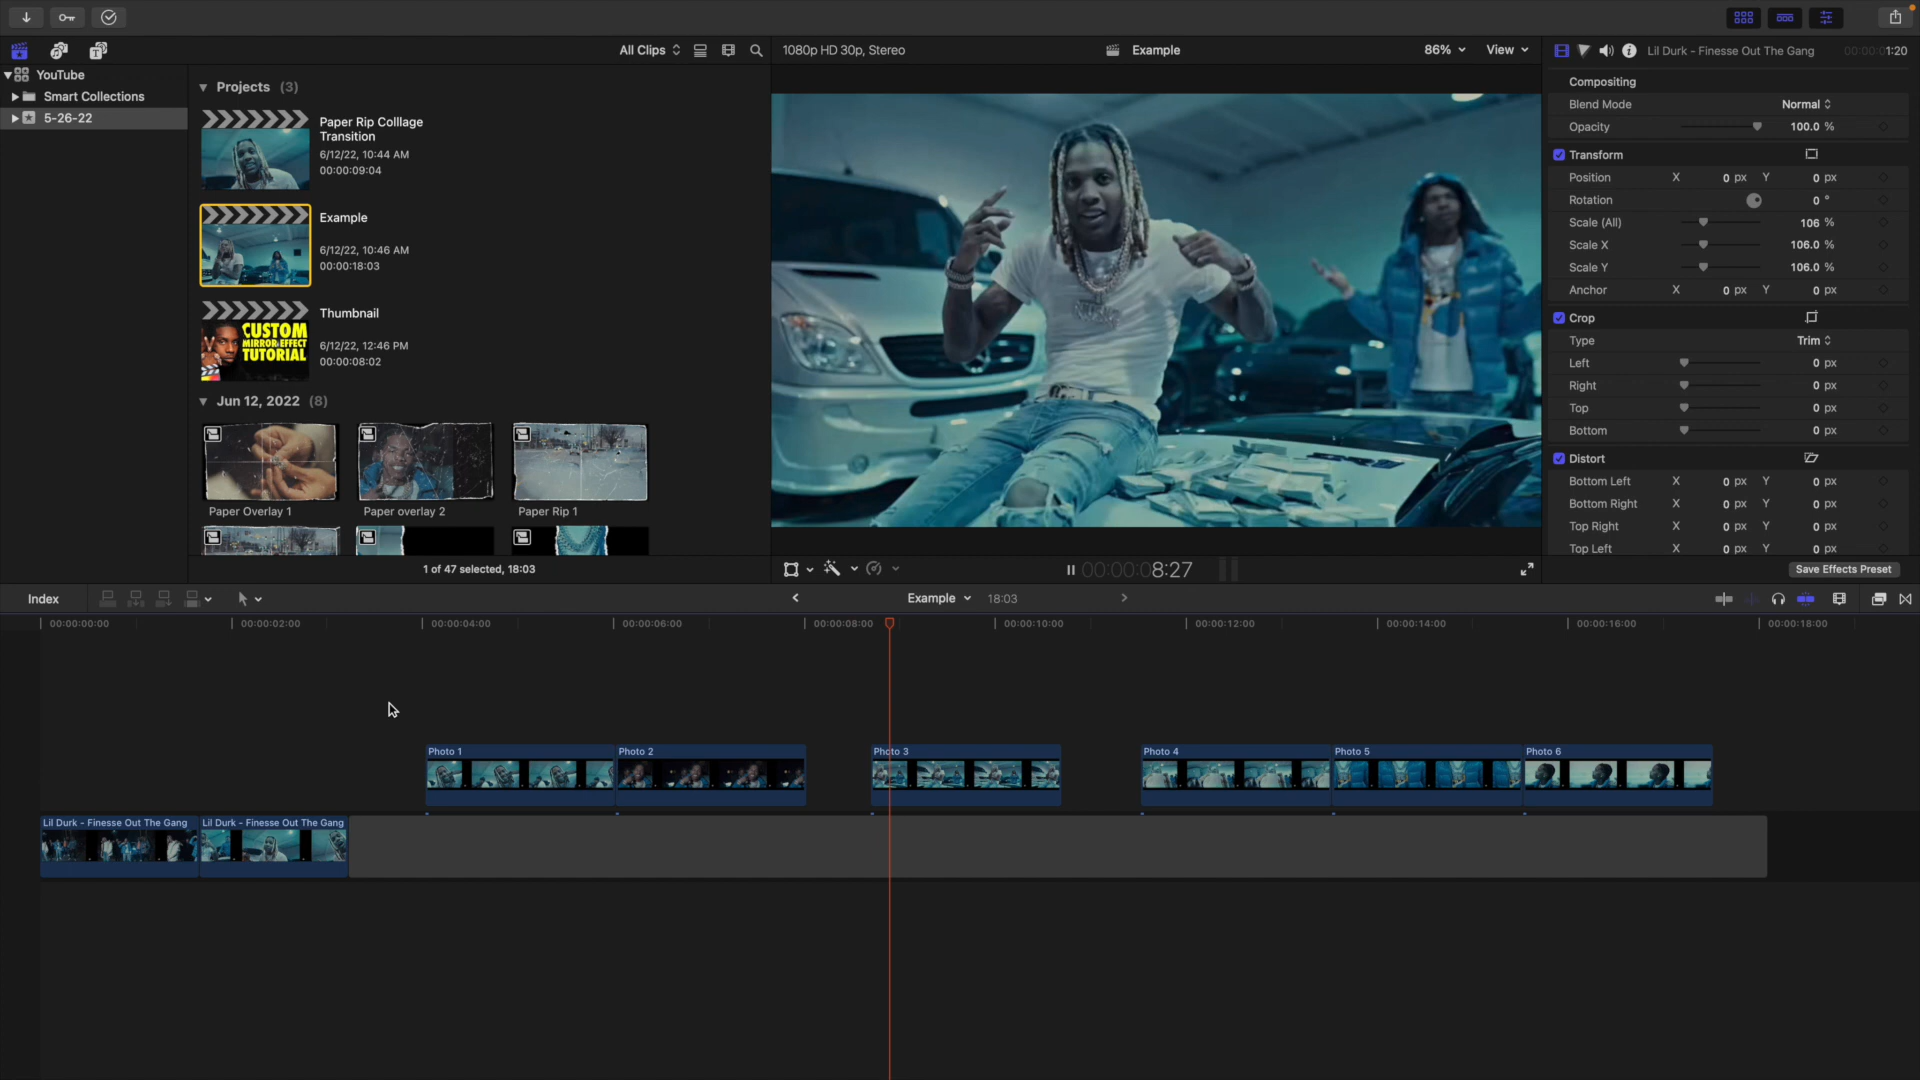 All Clips
1080p HD 30p, Stereo
Example
86%
View
Lil Durk - Finesse Out The Gang
00:00:01:20
YouTube
Smart Collections
5-26-22
Projects (3)
Paper Rip Colllage
Transition
6/12/22, 10:44 AM
00:00:09:04
Example
6/12/22, 10:46 AM
00:00:18:03
Thumbnail
6/12/22, 12:46 PM
00:00:08:02
CUSTOM
MIRROR EFFECT
TUTORIAL
Jun 12, 2022 (8)
Paper Overlay 1
Paper overlay 2
Paper Rip 1
1 of 47 selected, 18:03
Compositing
Blend Mode Normal
Opacity 100.0 %
Transform
Position X 0 px Y 0 px
Rotation 0 °
Scale (All) 106 %
Scale X 106.0 %
Scale Y 106.0 %
Anchor X 0 px Y 0 px
Crop
Type Trim
Left 0 px
Right 0 px
Top 0 px
Bottom 0 px
Distort
Bottom Left X 0 px Y 0 px
Bottom Right X 0 px Y 0 px
Top Right X 0 px Y 0 px
Top Left X 0 px Y 0 px
00:00:08:27
Save Effects Preset
Index
Example
18:03
00:00:00:00
00:00:02:00
00:00:04:00
00:00:06:00
00:00:08:00
00:00:10:00
00:00:12:00
00:00:14:00
00:00:16:00
00:00:18:00
Photo 1
Photo 2
Photo 3
Photo 4
Photo 5
Photo 6
Lil Durk - Finesse Out The Gang
Lil Durk - Finesse Out The Gang